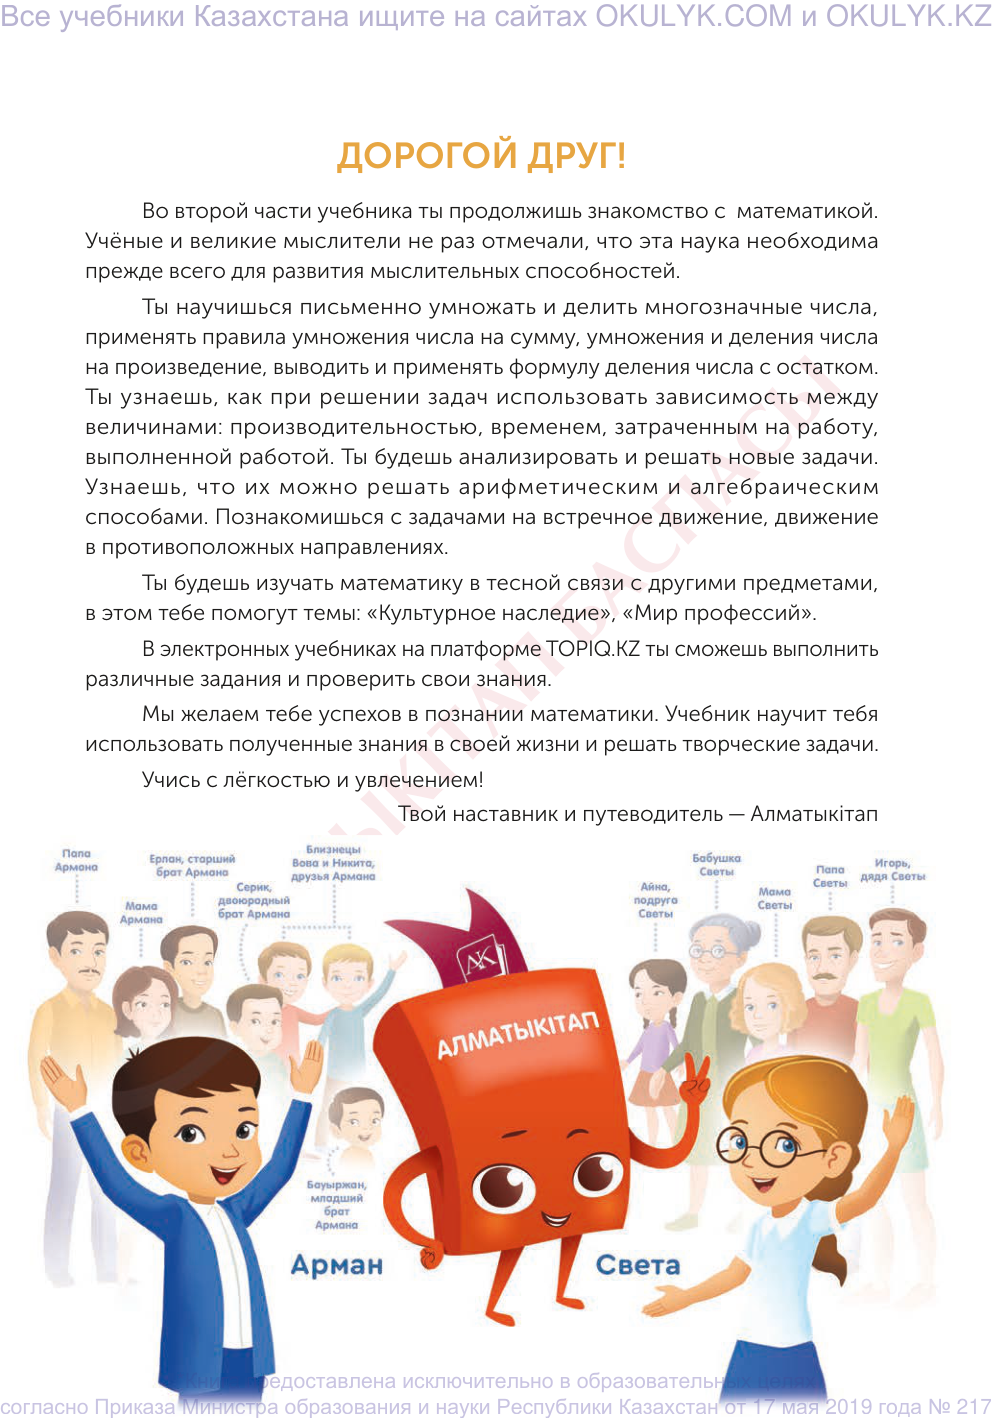 Все учебники Казахстана ищите на сайтах OKULYK.COM и OKULYK.KZ
ДОРОГОЙ ДРУГ!
Во второй части учебника ты продолжишь знакомство с математикой.
Учёные и великие мыслители не раз отмечали, что эта наука необходима
прежде всего для развития мыслительных способностей.
Ты научишься письменно умножать и делить многозначные числа,
применять правила умножения числа на сумму, умножения и деления числа
на произведение, выводить и применять формулу деления числа с остатком.
Ты узнаешь, как при решении задач использовать зависимость между
величинами: производительностью, временем, затраченным на работу,
выполненной работой. Ты будешь анализировать и решать новые задачи.
Узнаешь, что их можно решать арифметическим и алгебраическим
способами. Познакомишься с задачами на встречное движение, движение
в противоположных направлениях.
Ты будешь изучать математику в тесной связи с другими предметами,
в этом тебе помогут темы: «Культурное наследие», «Мир профессий».
В электронных учебниках на платформе TOPIQ.KZ ты сможешь выполнить
различные задания и проверить свои знания.
Мы желаем тебе успехов в познании математики. Учебник научит тебя
использовать полученные знания в своей жизни и решать творческие задачи.
Учись с лёгкостью и увлечением!
Твой наставник и путеводитель — Алматыкітап
Папа
Армана
Мама
Армана
Ерлан, старший
брат Армана
Серик,
двоюродный
брат Армана
Близнецы
Вова и Никита,
друзья Армана
Айна,
подруга
Светы
Бабушка
Светы
Мама
Светы
Папа
Светы
Игорь,
дядя Светы
АК
АЛМАТЫКІТАП
Бауыржан,
младший
брат
Армана
Арман
Света
БАСПАСЫ
предоставлена исключительно в образовательных целях
согласно Приказа Министра образования и науки Республики Казахстан от 17 мая 2019 года № 217